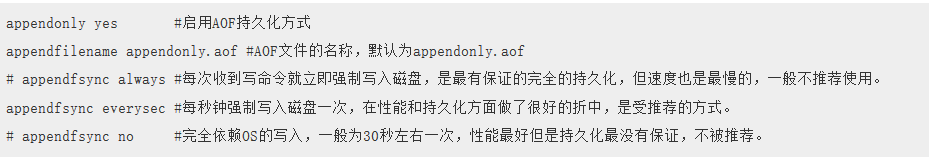 appendonly yes #启用AOF持久化方式
appendfilename appendonly.aof #AOF文件的名称，默认为appendonly.aof
# appendfsync always #每次收到写命令就立即强制写入磁盘，是最有保证的完全的持久化，但速度也是最慢的，一般不推荐使用。
appendfsync everysec #每秒钟强制写入磁盘一次，在性能和持久化方面做了很好的折中，是受推荐的方式。
# appendfsync no #完全依赖OS的写入，一般为30秒左右一次，性能最好但是持久化最没有保证，不被推荐。